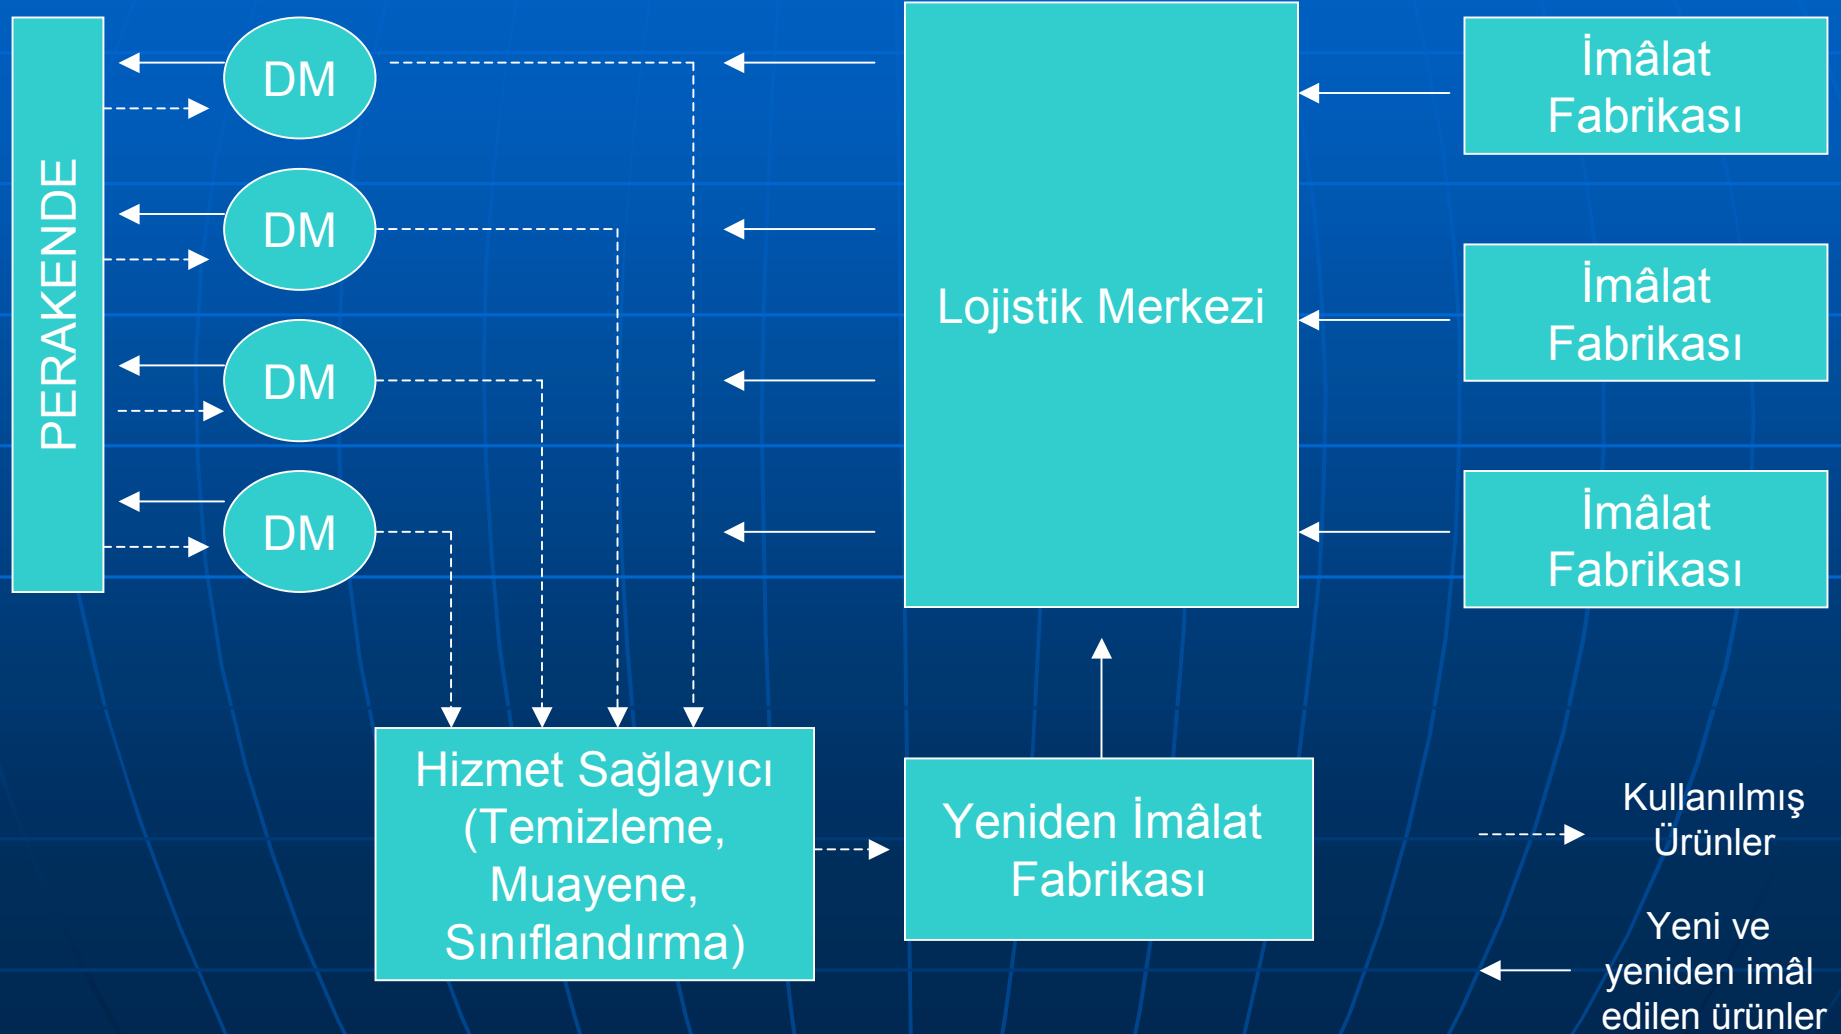 PERAKENDE
DM
DM
DM
DM
Lojistik Merkezi
İmâlat
Fabrikası
İmâlat
Fabrikası
İmâlat
Fabrikası
Hizmet Sağlayıcı
(Temizleme,
Muayene,
Sınıflandırma)
Yeniden İmâlat
Fabrikası
Kullanılmış
Ürünler
Yeni ve
yeniden imâl
edilen ürünler